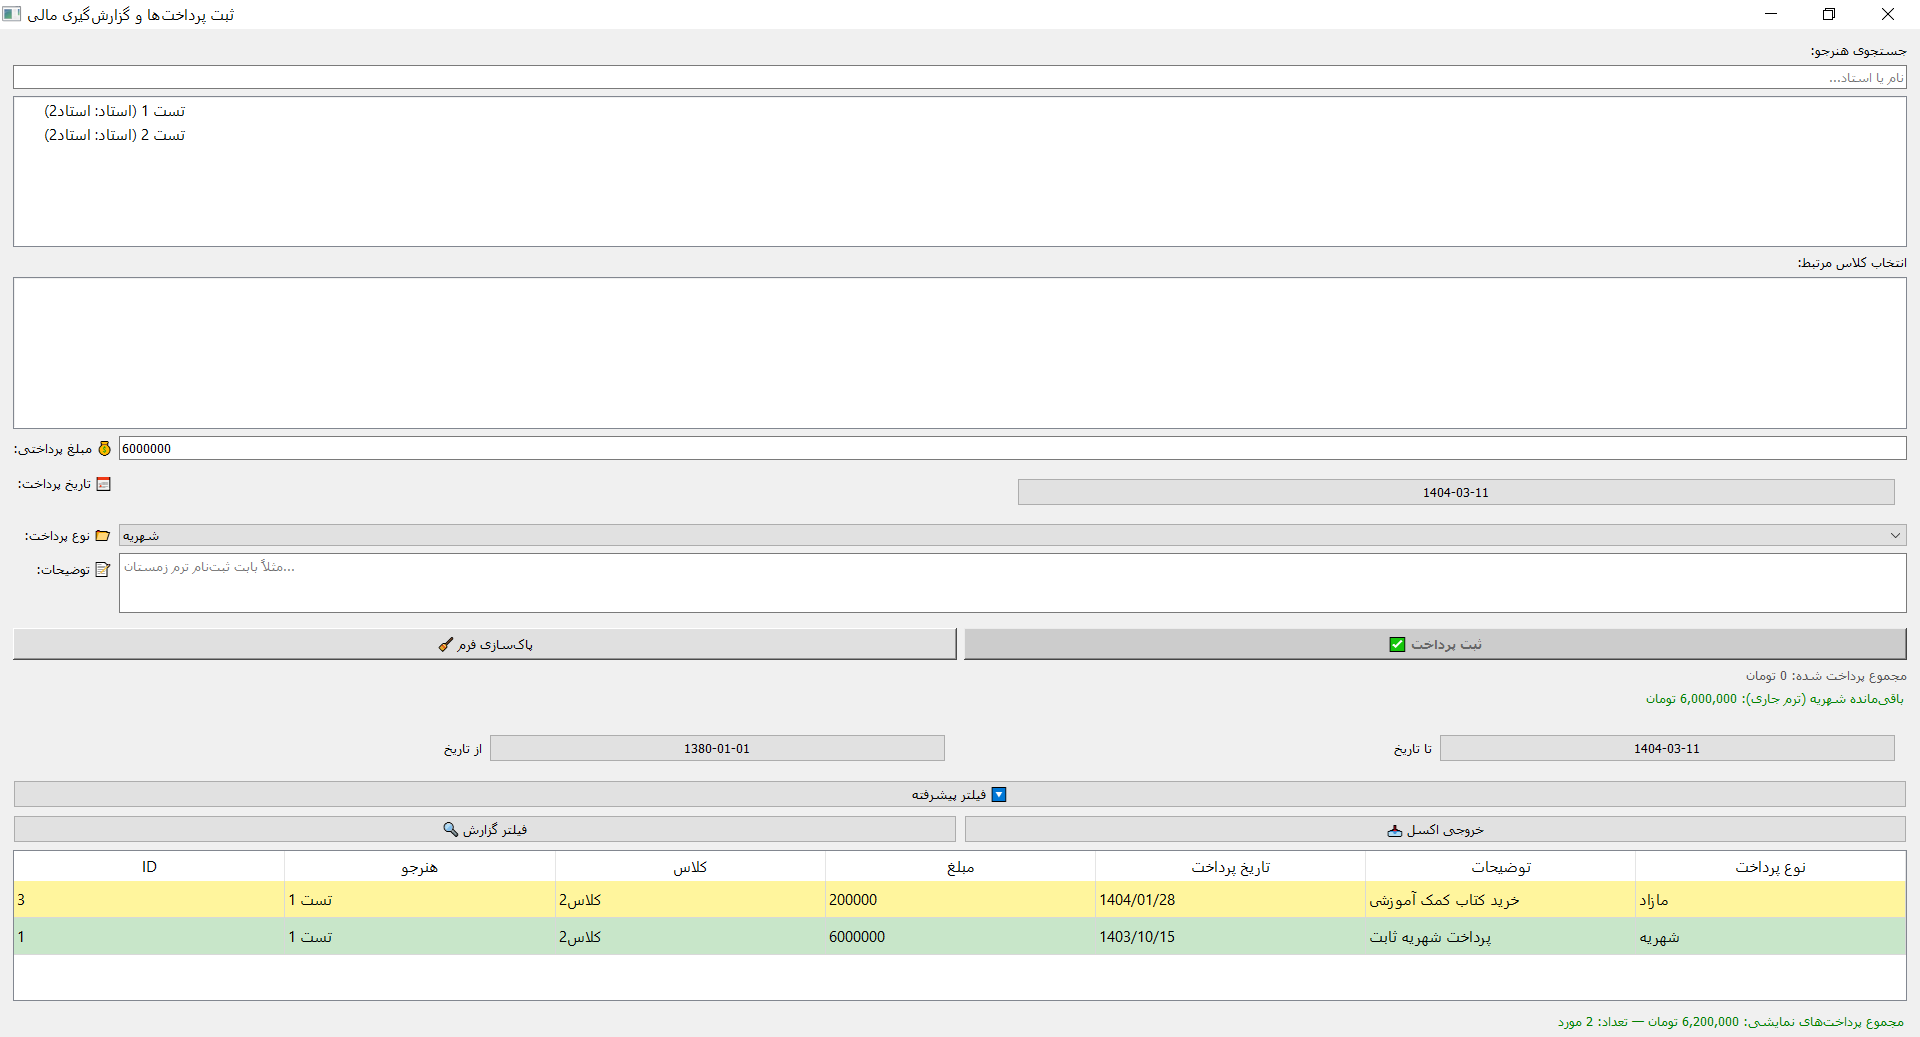 ثبت پرداخت‌ها و گزارش‌گیری مالی
جستجوی هنرجو:
نام یا استاد...
تست 1 (استاد: استاد2)
تست 2 (استاد: استاد2)
انتخاب کلاس مرتبط:
مبلغ پرداختی: 6000000
تاریخ پرداخت: 1404-03-11
نوع پرداخت: شهریه
توضیحات: مثلاً بابت ثبت‌نام ترم زمستان...
ثبت پرداخت پاک‌سازی فرم
مجموع پرداخت شده: 0 تومان
باقی‌مانده شهریه (ترم جاری): 6,000,000 تومان
از تاریخ 1380-01-01 تا تاریخ 1404-03-11
فیلتر پیشرفته
فیلتر گزارش خروجی اکسل
ID هنرجو کلاس مبلغ تاریخ پرداخت توضیحات نوع پرداخت
3 تست 1 کلاس2 200000 1404/01/28 خرید کتاب کمک آموزشی مازاد
1 تست 1 کلاس2 6000000 1403/10/15 پرداخت شهریه ثابت شهریه
مجموع پرداخت‌های نمایشی: 6,200,000 تومان — تعداد: 2 مورد